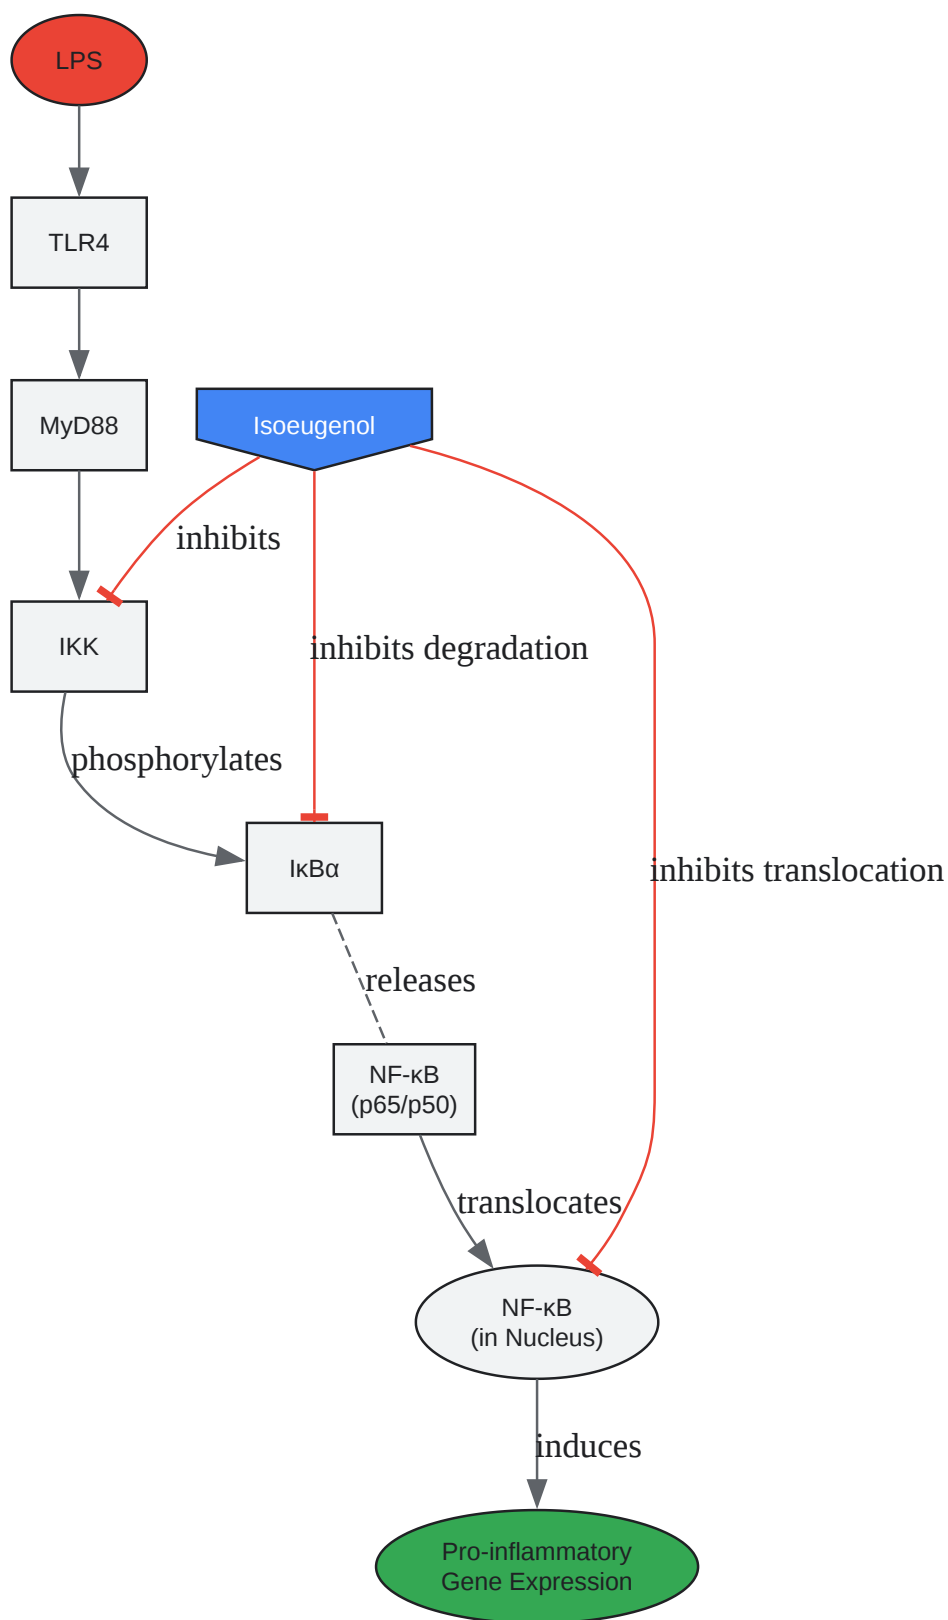 LPS
TLR4
MyD88
Isoeugenol
inhibits
IKK
inhibits degradation
phosphorylates
IκBα
inhibits translocation
releases
NF-κB
(p65/p50)
translocates
NF-κB
(in Nucleus)
induces
Pro-inflammatory
Gene Expression